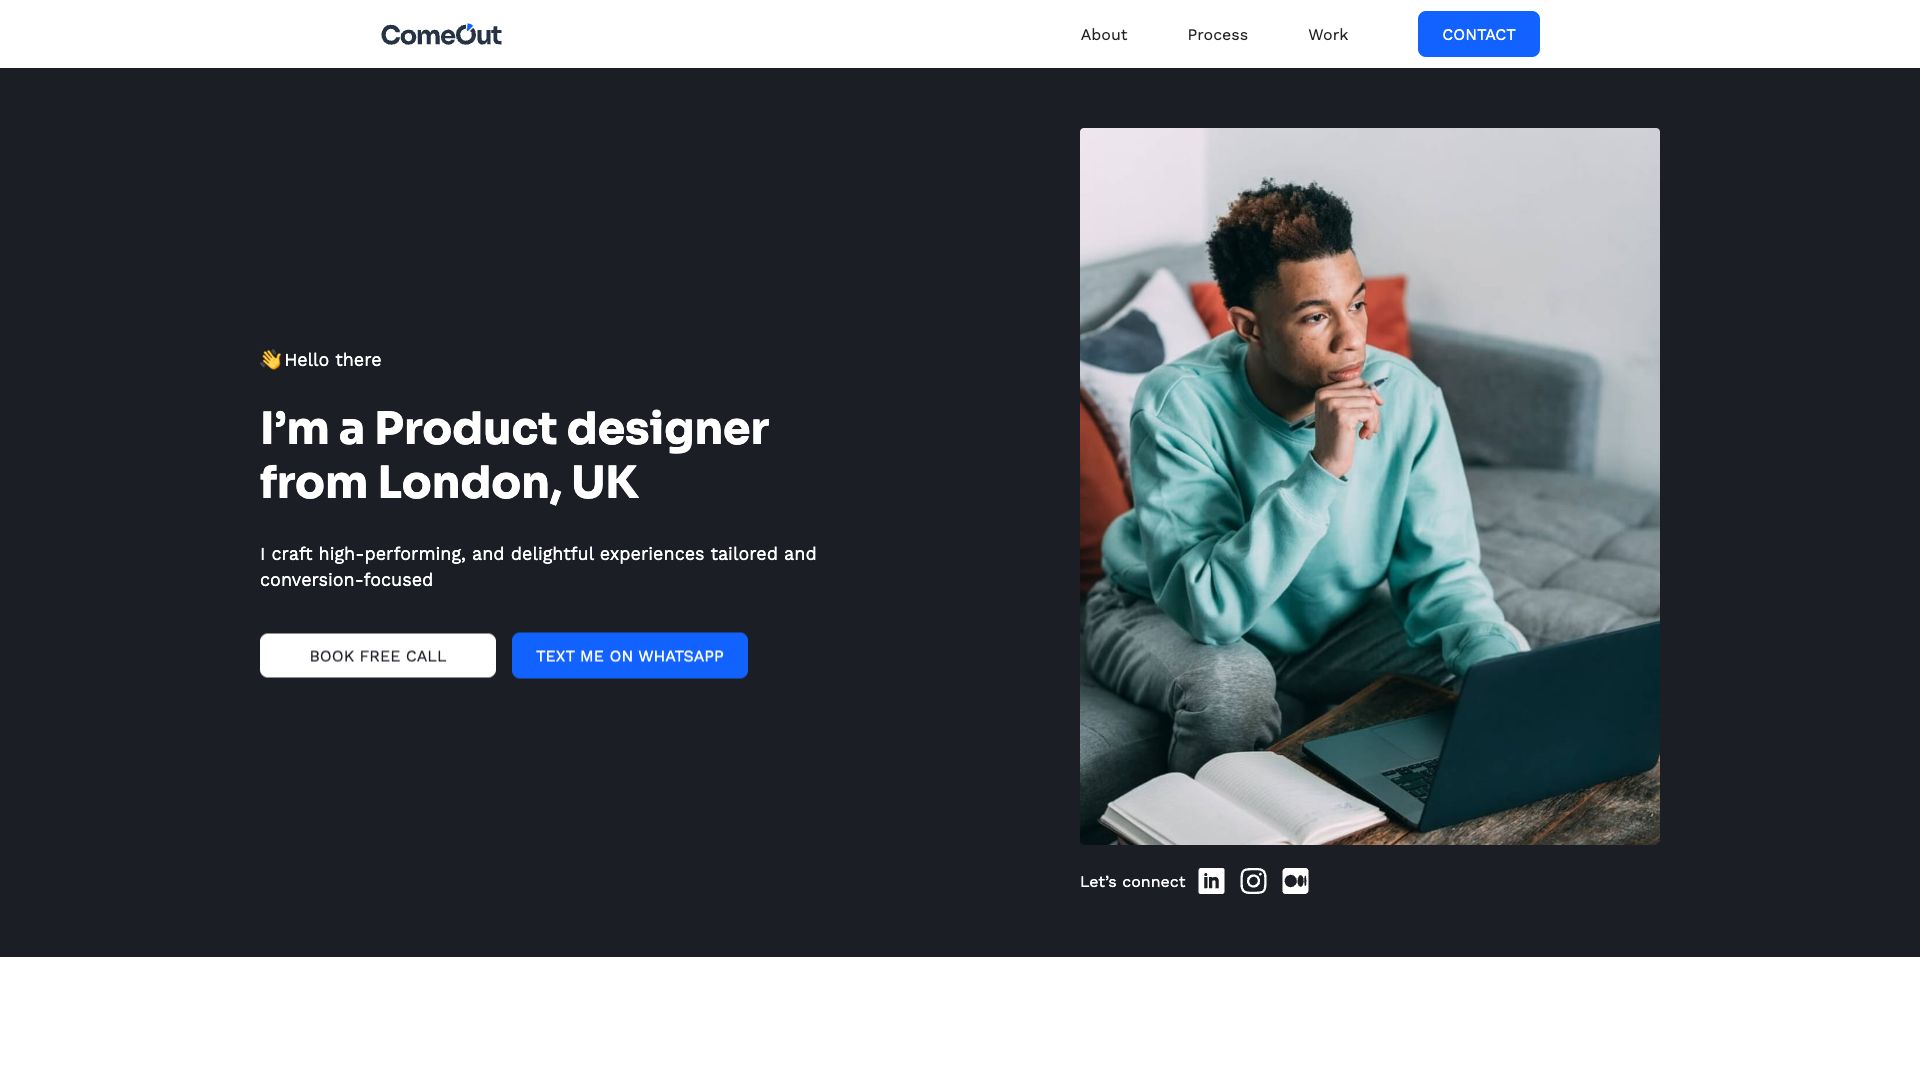 ComeOut
About
Process
Work
CONTACT
👋Hello there
I’m a Product designer
from London, UK
I craft high-performing, and delightful experiences tailored and
conversion-focused
BOOK FREE CALL
TEXT ME ON WHATSAPP
Let’s connect
in